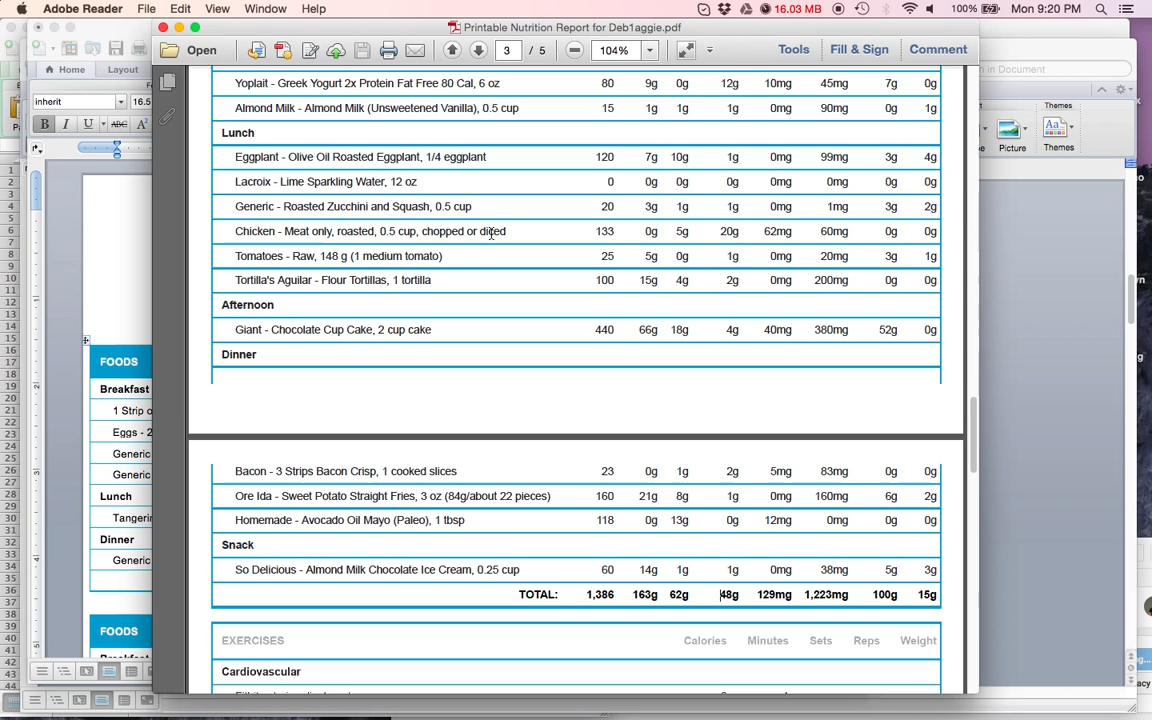 Adobe Reader File Edit View Window Help
16.03 MB 100% Mon 9:20 PM
Printable Nutrition Report for Deb1aggie.pdf
Open 3 / 5 104% Tools Fill & Sign Comment
Home Layout
h in Document
inherit 16.5
B I U ABC A
Themes
Aa
Picture Themes
Yoplait - Greek Yogurt 2x Protein Fat Free 80 Cal, 6 oz 80 9g 0g 12g 10mg 45mg 7g 0g
Almond Milk - Almond Milk (Unsweetened Vanilla), 0.5 cup 15 1g 1g 1g 0mg 90mg 0g 1g
Lunch
Eggplant - Olive Oil Roasted Eggplant, 1/4 eggplant 120 7g 10g 1g 0mg 99mg 3g 4g
Lacroix - Lime Sparkling Water, 12 oz 0 0g 0g 0g 0mg 0mg 0g 0g
Generic - Roasted Zucchini and Squash, 0.5 cup 20 3g 1g 1g 0mg 1mg 3g 2g
Chicken - Meat only, roasted, 0.5 cup, chopped or diced 133 0g 5g 20g 62mg 60mg 0g 0g
Tomatoes - Raw, 148 g (1 medium tomato) 25 5g 0g 1g 0mg 20mg 3g 1g
Tortilla's Aguilar - Flour Tortillas, 1 tortilla 100 15g 4g 2g 0mg 200mg 0g 0g
Afternoon
Giant - Chocolate Cup Cake, 2 cup cake 440 66g 18g 4g 40mg 380mg 52g 0g
Dinner
Bacon - 3 Strips Bacon Crisp, 1 cooked slices 23 0g 1g 2g 5mg 83mg 0g 0g
Ore Ida - Sweet Potato Straight Fries, 3 oz (84g/about 22 pieces) 160 21g 8g 1g 0mg 160mg 6g 2g
Homemade - Avocado Oil Mayo (Paleo), 1 tbsp 118 0g 13g 0g 12mg 0mg 0g 0g
Snack
So Delicious - Almond Milk Chocolate Ice Cream, 0.25 cup 60 14g 1g 1g 0mg 38mg 5g 3g
TOTAL: 1,386 163g 62g 48g 129mg 1,223mg 100g 15g
EXERCISES Calories Minutes Sets Reps Weight
Cardiovascular
FOODS
Breakfast
1 Strip o
Eggs - 2
Generic
Generic
Lunch
Tangerin
Dinner
Generic
FOODS